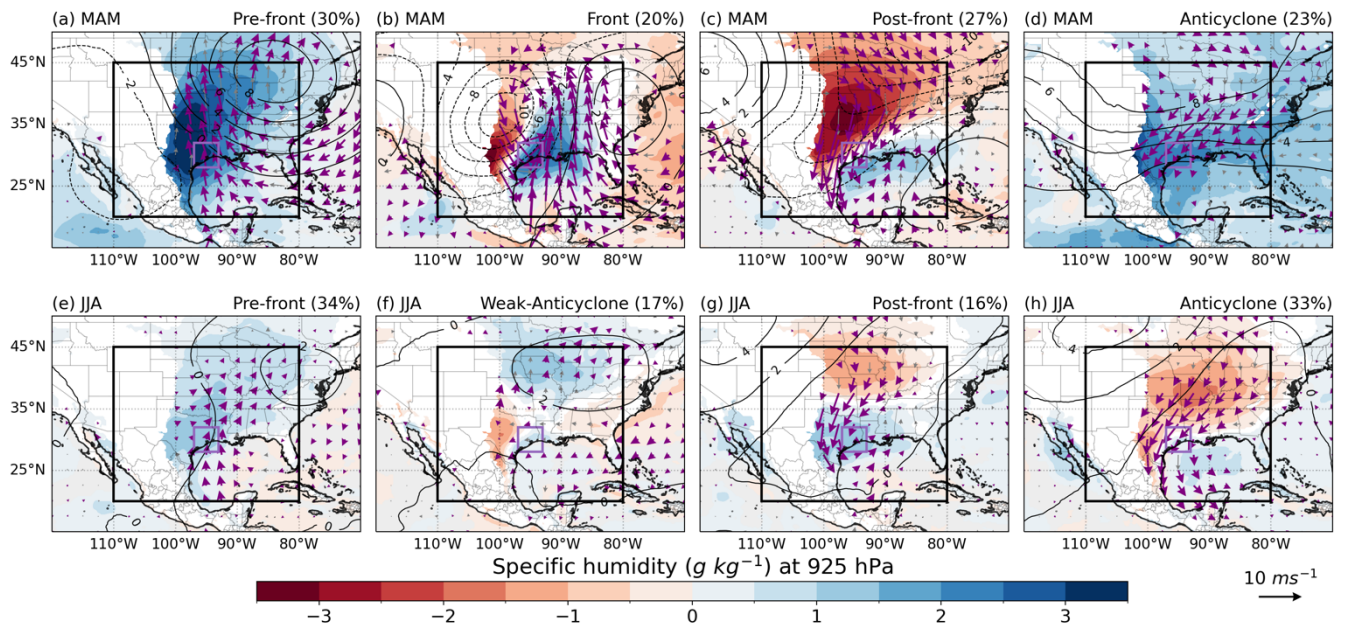 (a) MAM Pre-front (30%)
(b) MAM Front (20%)
(c) MAM Post-front (27%)
(d) MAM Anticyclone (23%)
45°N
35°N
25°N
110°W 100°W 90°W 80°W
110°W 100°W 90°W 80°W
110°W 100°W 90°W 80°W
110°W 100°W 90°W 80°W
(e) JJA Pre-front (34%)
(f) JJA Weak-Anticyclone (17%)
(g) JJA Post-front (16%)
(h) JJA Anticyclone (33%)
45°N
35°N
25°N
110°W 100°W 90°W 80°W
110°W 100°W 90°W 80°W
110°W 100°W 90°W 80°W
110°W 100°W 90°W 80°W
Specific humidity (g kg⁻¹) at 925 hPa
−3 −2 −1 0 1 2 3
10 ms⁻¹